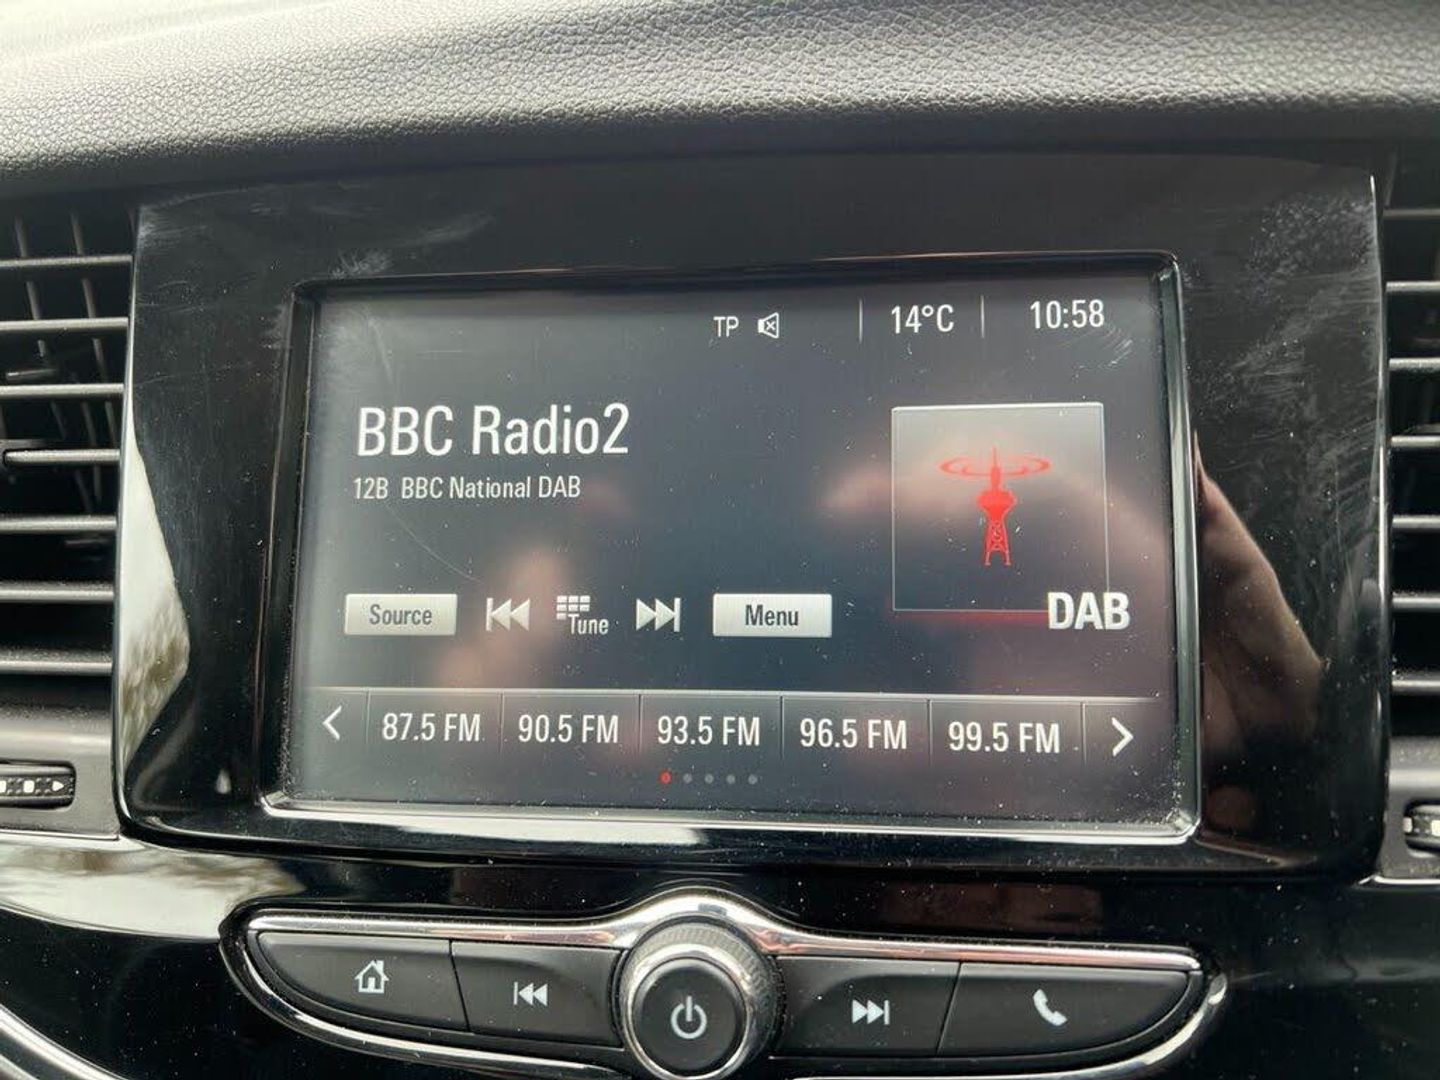 TP 14°C 10:58
BBC Radio2
12B BBC National DAB
DAB
Source Tune Menu
87.5 FM 90.5 FM 93.5 FM 96.5 FM 99.5 FM